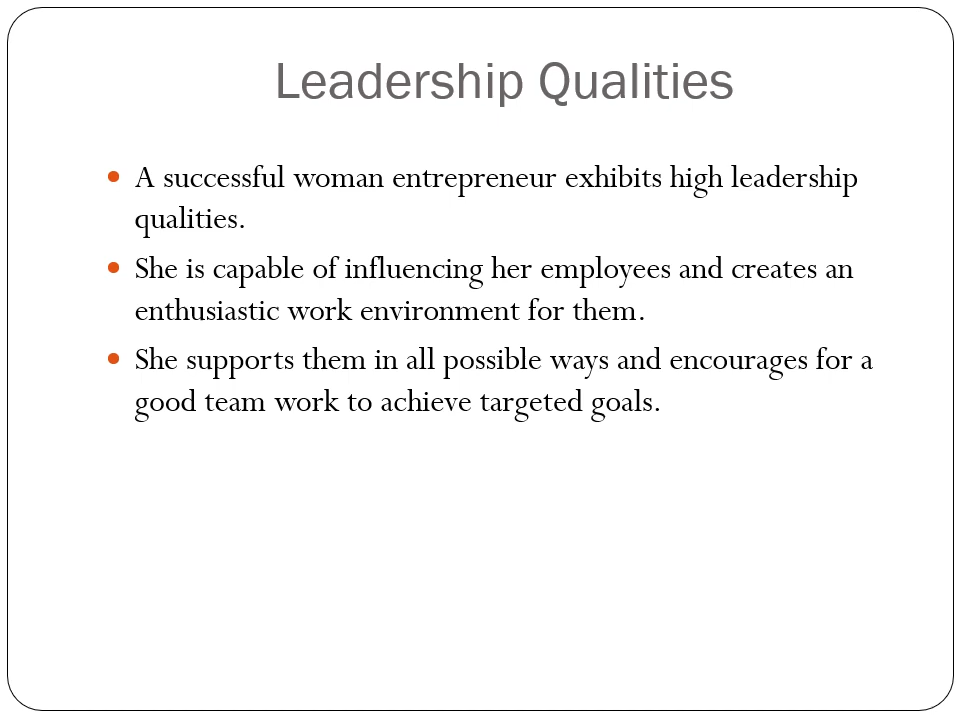 Leadership Qualities
• A successful woman entrepreneur exhibits high leadership
qualities.
• She is capable of influencing her employees and creates an
enthusiastic work environment for them.
• She supports them in all possible ways and encourages for a
good team work to achieve targeted goals.